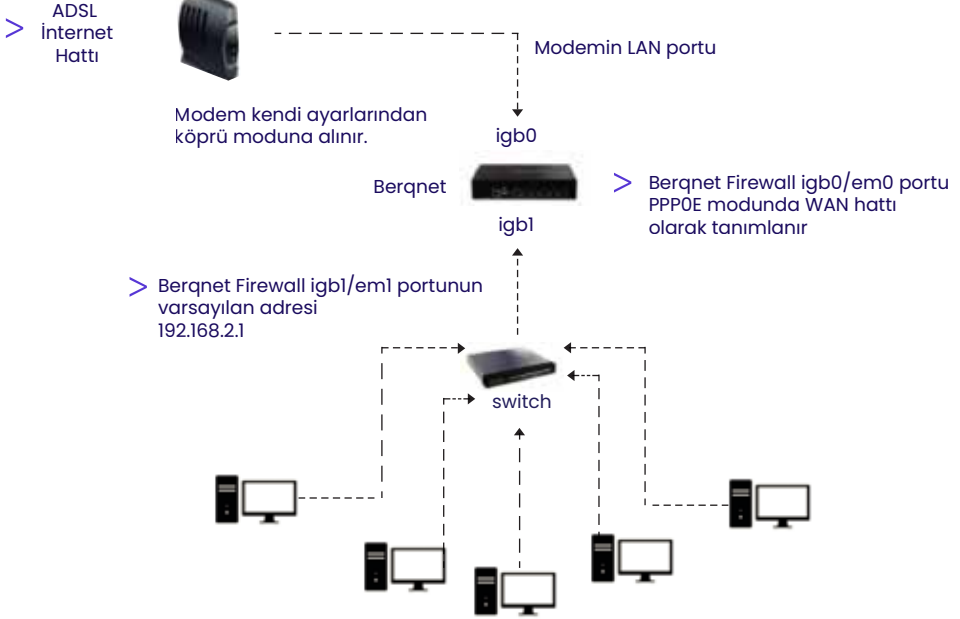 > ADSL
İnternet
Hattı
Modemin LAN portu
Modem kendi ayarlarından
köprü moduna alınır.
igb0
Berqnet
> Berqnet Firewall igb0/em0 portu
PPP0E modunda WAN hattı
olarak tanımlanır
igb1
> Berqnet Firewall igb1/em1 portunun
varsayılan adresi
192.168.2.1
switch